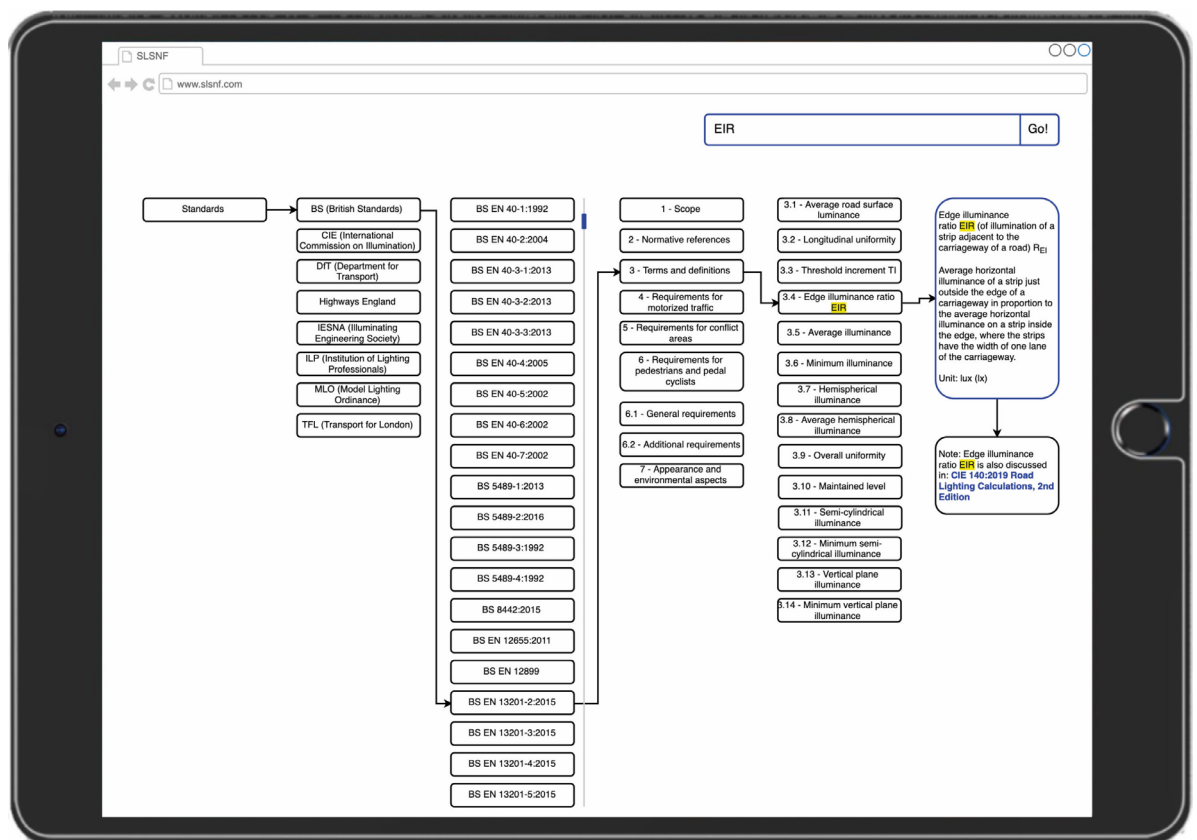 SLSNF
www.slsnf.com
EIR
Go!
Standards
BS (British Standards)
CIE (International
Commission on Illumination)
DfT (Department for
Transport)
Highways England
IESNA (Illuminating
Engineering Society)
ILP (Institution of Lighting
Professionals)
MLO (Model Lighting
Ordinance)
TFL (Transport for London)
BS EN 40-1:1992
BS EN 40-2:2004
BS EN 40-3-1:2013
BS EN 40-3-2:2013
BS EN 40-3-3:2013
BS EN 40-4:2005
BS EN 40-5:2002
BS EN 40-6:2002
BS EN 40-7:2002
BS 5489-1:2013
BS 5489-2:2016
BS 5489-3:1992
BS 5489-4:1992
BS 8442:2015
BS EN 12655:2011
BS EN 12899
BS EN 13201-2:2015
BS EN 13201-3:2015
BS EN 13201-4:2015
BS EN 13201-5:2015
1 - Scope
2 - Normative references
3 - Terms and definitions
4 - Requirements for
motorized traffic
5 - Requirements for conflict
areas
6 - Requirements for
pedestrians and pedal
cyclists
6.1 - General requirements
6.2 - Additional requirements
7 - Appearance and
environmental aspects
3.1 - Average road surface
luminance
3.2 - Longitudinal uniformity
3.3 - Threshold increment TI
3.4 - Edge illuminance ratio
EIR
3.5 - Average illuminance
3.6 - Minimum illuminance
3.7 - Hemispherical
illuminance
3.8 - Average hemispherical
illuminance
3.9 - Overall uniformity
3.10 - Maintained level
3.11 - Semi-cylindrical
illuminance
3.12 - Minimum semi-
cylindrical illuminance
3.13 - Vertical plane
illuminance
3.14 - Minimum vertical plane
illuminance
Edge illuminance
ratio EIR (of illumination of a
strip adjacent to the
carriageway of a road) REI
Average horizontal
illuminance of a strip just
outside the edge of a
carriageway in proportion to
the average horizontal
illuminance on a strip inside
the edge, where the strips
have the width of one lane
of the carriageway.
Unit: lux (lx)
Note: Edge illuminance
ratio EIR is also discussed
in: CIE 140:2019 Road
Lighting Calculations, 2nd
Edition